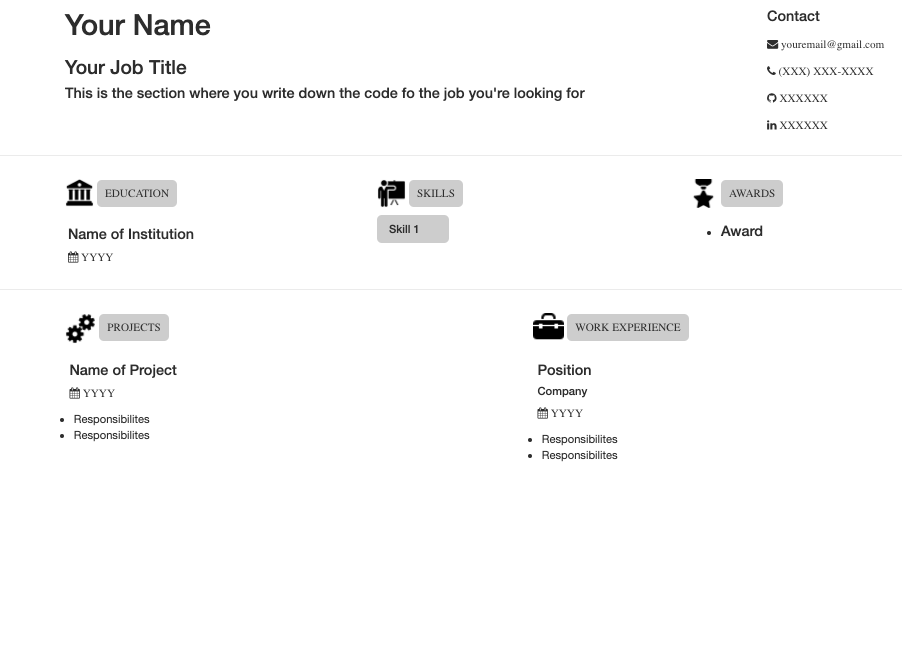 Your Name
Your Job Title
This is the section where you write down the code fo the job you're looking for
Contact
youremail@gmail.com
(XXX) XXX-XXXX
XXXXXX
in XXXXXX
EDUCATION
Name of Institution
YYYY
SKILLS
Skill 1
AWARDS
• Award
PROJECTS
Name of Project
YYYY
• Responsibilites
• Responsibilites
WORK EXPERIENCE
Position
Company
YYYY
• Responsibilites
• Responsibilites